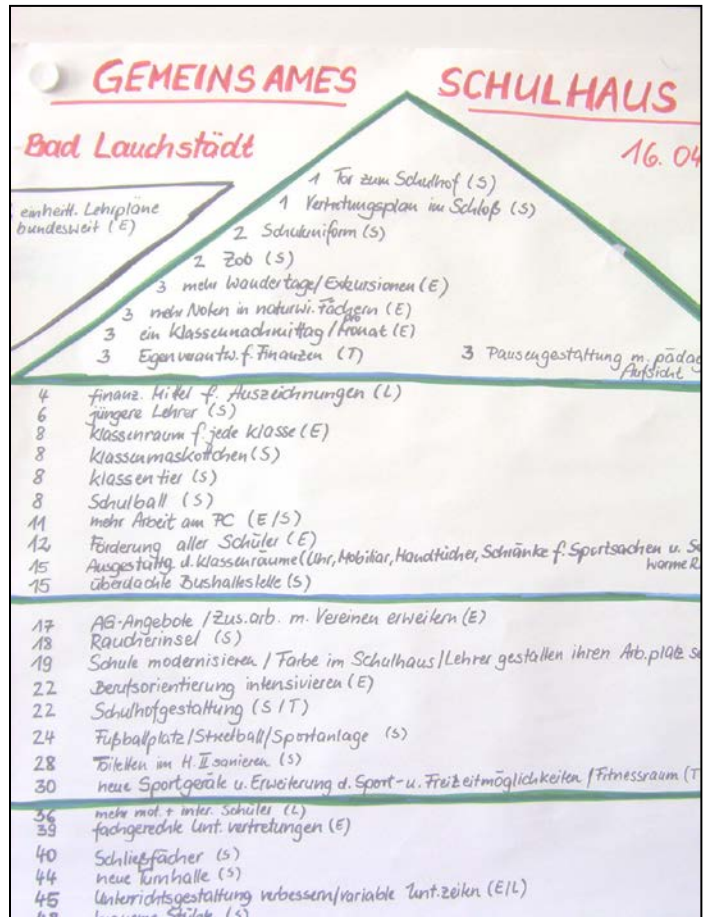 GEMEINSAMES SCHULHAUS
Bad Lauchstädt 16. 04
einheitl. Lehrpläne
bundesweit (E)
1 Tor zum Schulhof (S)
1 Vertretungsplan im Schloß (S)
2 Schuluniform (S)
2 Zob (S)
3 mehr Wandertage/Exkursionen (E)
3 mehr Noten in naturwi. Fächern (E)
3 ein Klassennachmittag/pro Monat (E)
3 Eigenverantw. f. Finanzen (T)
3 Pausengestaltung m. pädag
Aufsicht
4 finanz. Mittel f. Auszeichnungen (L)
6 jüngere Lehrer (S)
8 Klassenraum f. jede Klasse (E)
8 Klassenmaskottchen (S)
8 Klassentier (S)
8 Schulball (S)
11 mehr Arbeit am PC (E/S)
12 Förderung aller Schüler (E)
15 Ausgestaltg. d. Klassenräume (Uhr, Mobiliar, Handtücher, Schränke f. Sportsachen u. S
warme R
15 überdachte Bushaltestelle (S)
17 AG-Angebote / Zus.arb. m. Vereinen erweitern (E)
18 Raucherinsel (S)
19 Schule modernisieren / Farbe im Schulhaus / Lehrer gestalten ihren Arb.platz s
22 Berufsorientierung intensivieren (E)
22 Schulhofgestaltung (S/T)
24 Fußballplatz/Streetball/Sportanlage (S)
28 Toiletten im H. II sanieren (S)
30 neue Sportgeräte u. Erweiterung d. Sport- u. Freizeitmöglichkeiten / Fitnessraum (T
36 mehr mot. + inter. Schüler (L)
39 fachgerechte Unt. vertretungen (E)
40 Schließfächer (S)
44 neue Turnhalle (S)
45 Unterrichtsgestaltung verbessern/variable Unt.zeiten (E/L)
48 bequeme Stühle (S)